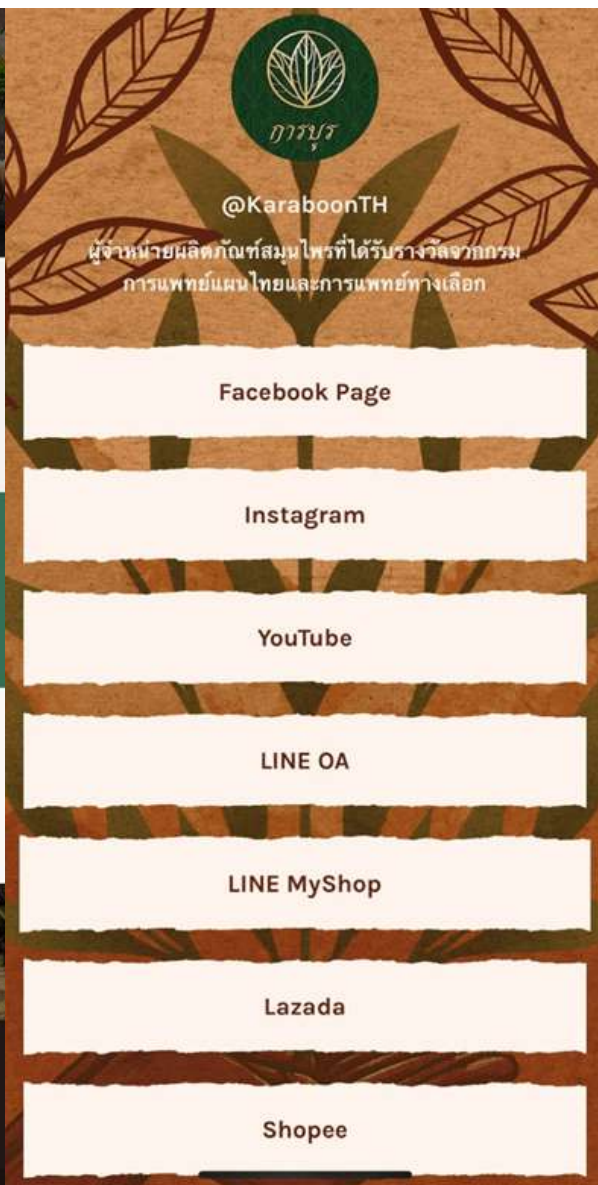 การบูร
@KaraboonTH
ผู้จำหน่ายผลิตภัณฑ์สมุนไพรที่ได้รับรางวัลจากกรม
การแพทย์แผนไทยและการแพทย์ทางเลือก
Facebook Page
Instagram
YouTube
LINE OA
LINE MyShop
Lazada
Shopee